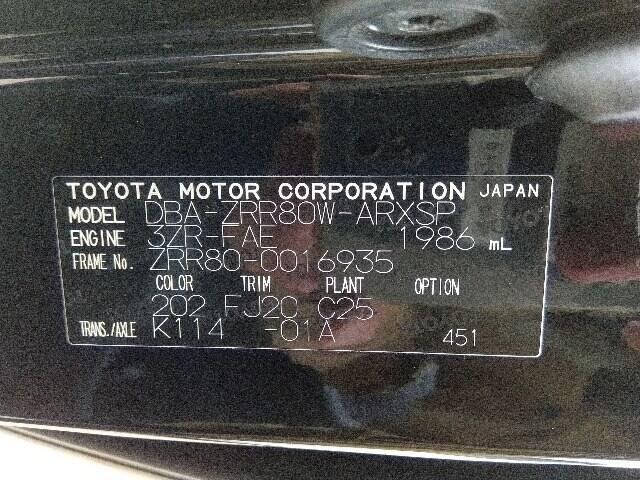 TOYOTA MOTOR CORPORATION JAPAN
MODEL DBA-ZRR80W-ARXSP
ENGINE 3ZR-FAE 1986 mL
FRAME No. ZRR80-0016935
COLOR TRIM PLANT OPTION
202 FJ20 C25
TRANS./AXLE K114 -01A 451